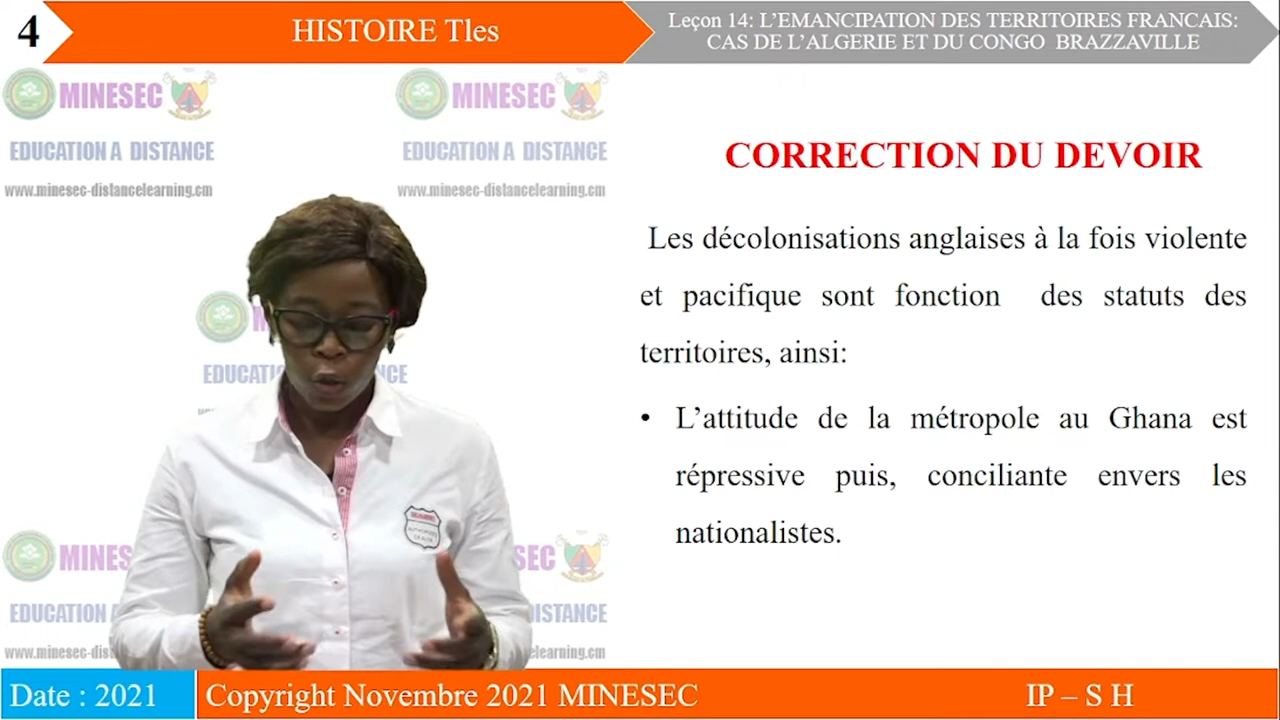 4
HISTOIRE Tles
Leçon 14: L’EMANCIPATION DES TERRITOIRES FRANCAIS:
CAS DE L’ALGERIE ET DU CONGO BRAZZAVILLE
MINESEC
MINESEC
EDUCATION A DISTANCE
EDUCATION A DISTANCE
www.minesec-distancelearning.cm
www.minesec-distancelearning.cm
CORRECTION DU DEVOIR
Les décolonisations anglaises à la fois violente
et pacifique sont fonction des statuts des
territoires, ainsi:
• L’attitude de la métropole au Ghana est
répressive puis, conciliante envers les
nationalistes.
Date : 2021
Copyright Novembre 2021 MINESEC
IP – S H